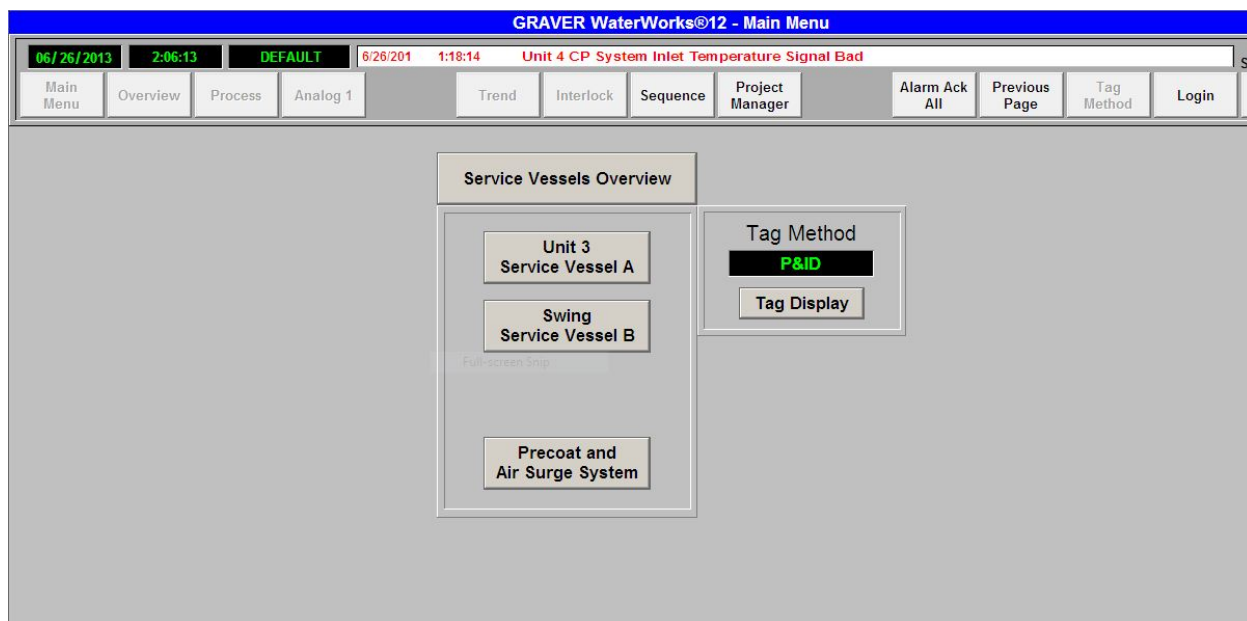 GRAVER WaterWorks®12 - Main Menu
06/26/2013 2:06:13 DEFAULT 6/26/201 1:18:14 Unit 4 CP System Inlet Temperature Signal Bad
S
Main Menu
Overview
Process
Analog 1
Trend
Interlock
Sequence
Project
Manager
Alarm Ack
All
Previous
Page
Tag
Method
Login
Service Vessels Overview
Unit 3
Service Vessel A
Swing
Service Vessel B
Full-screen Snip
Precoat and
Air Surge System
Tag Method
P&ID
Tag Display